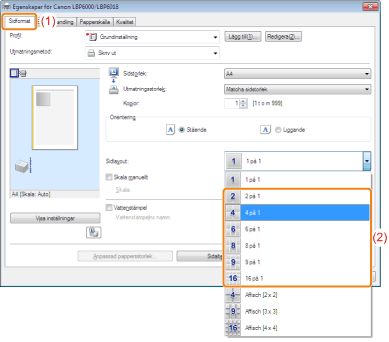 Egenskaper för Canon LBP6000/LBP6018
Sidformat
(1)
andling
Papperskälla
Kvalitet
Profil:
Grundinställning
Lägg till(1)...
Redigera(2)...
Utmatningsmetod:
Skriv ut
Sidstorlek:
A4
Utmatningsstorlek:
Matcha sidstorlek
Kopior:
1
[1 t o m 999]
Orientering
A
Stående
A
Liggande
Sidlayout:
1
1 på 1
Skala manuellt
Skala
Vattenstämpel
Vattenstämpelns namn
A4 [Skala: Auto]
Visa inställningar
Anpassad pappersstorlek...
1
1 på 1
2
2 på 1
4
4 på 1
6
6 på 1
8
8 på 1
9
9 på 1
16
16 på 1
(2)
4
Affisch [2 x 2]
9
Affisch [3 x 3]
16
Affisch [4 x 4]